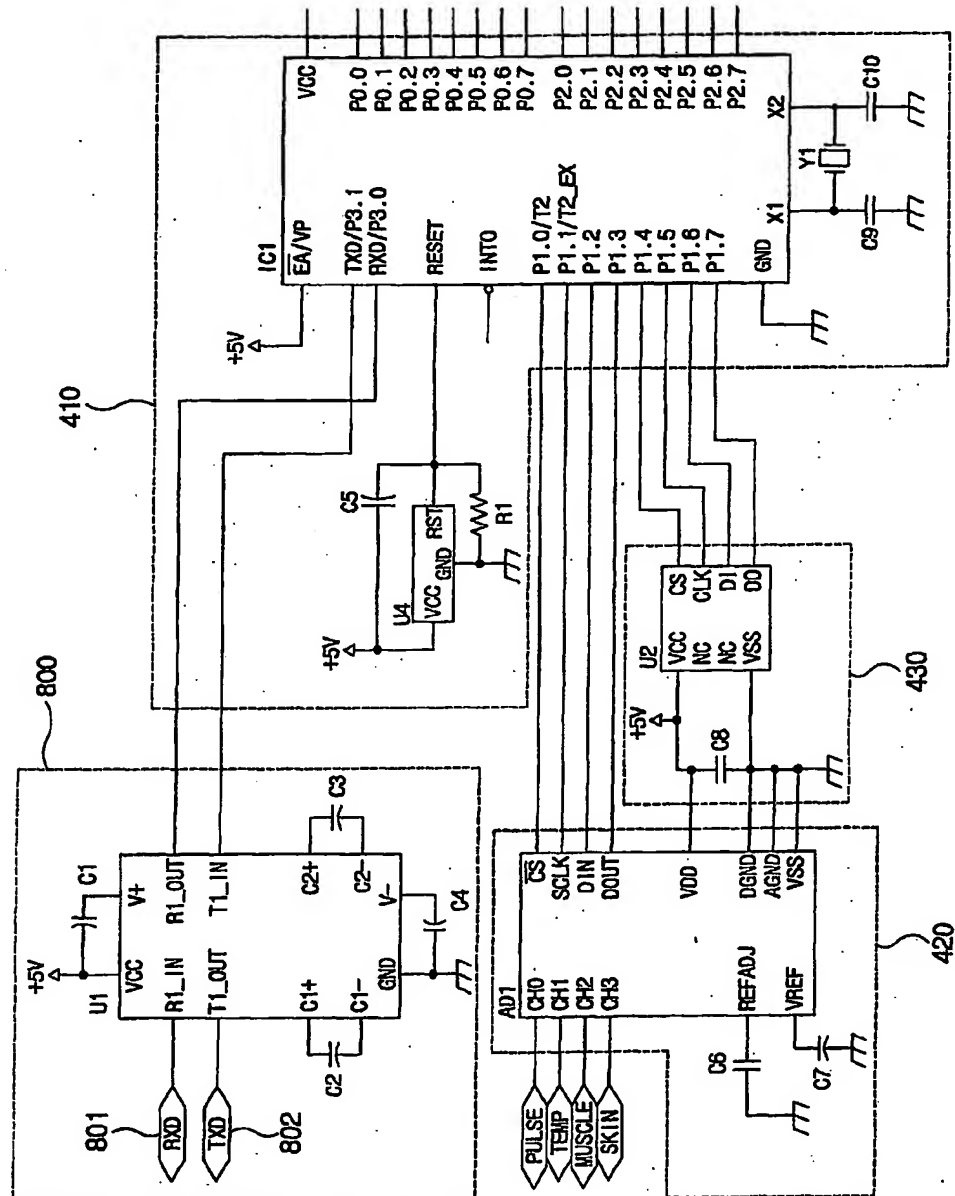 800
410
801
802
RXD
TXD
+5V
C1
U1
VCC
V+
R1_IN
R1_OUT
T1_OUT
T1_IN
C1+
C2+
C1-
C2-
GND
V-
C2
C3
C4
+5V
C5
U4
VCC
RST
GND
R1
+5V
IC1
EA/VP
VCC
TXD/P3.1
RXD/P3.0
RESET
INTO
P1.0/T2
P1.1/T2_EX
P1.2
P1.3
P1.4
P1.5
P1.6
P1.7
GND
P0.0
P0.1
P0.2
P0.3
P0.4
P0.5
P0.6
P0.7
P2.0
P2.1
P2.2
P2.3
P2.4
P2.5
P2.6
P2.7
X1
X2
Y1
C9
C10
PULSE
TEMP
MUSCLE
SKIN
AD1
CH0
CH1
CH2
CH3
CS
SCLK
DIN
DOUT
VDD
REFADJ
DGND
AGND
VREF
VSS
C6
C7
420
+5V
C8
U2
VCC
CS
NC
CLK
NC
DI
VSS
DO
430